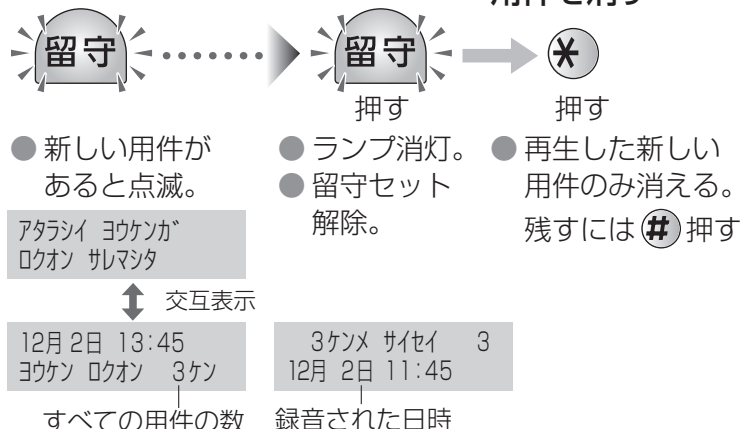 留守
留守
押す
押す
● 新しい用件が
あると点滅。
● ランプ消灯。
● 留守セット
解除。
● 再生した新しい
用件のみ消える。
残すには # 押す
アタラシイ ヨウケンガ
ロクオン サレマシタ
交互表示
12月 2日 13:45
ヨウケン ロクオン 3ケン
すべての用件の数
3ケンメ サイセイ 3
12月 2日 11:45
録音された日時